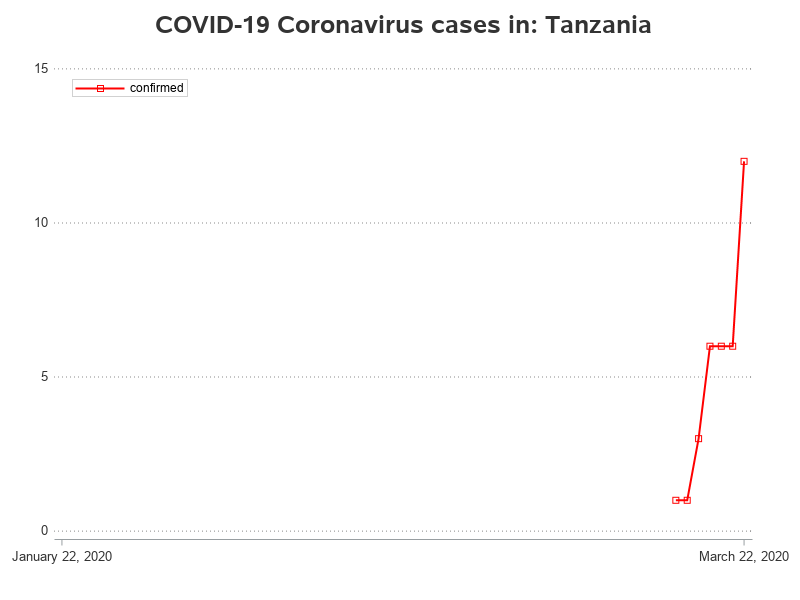 COVID-19 Coronavirus cases in: Tanzania
15
confirmed
10
5
0
January 22, 2020
March 22, 2020